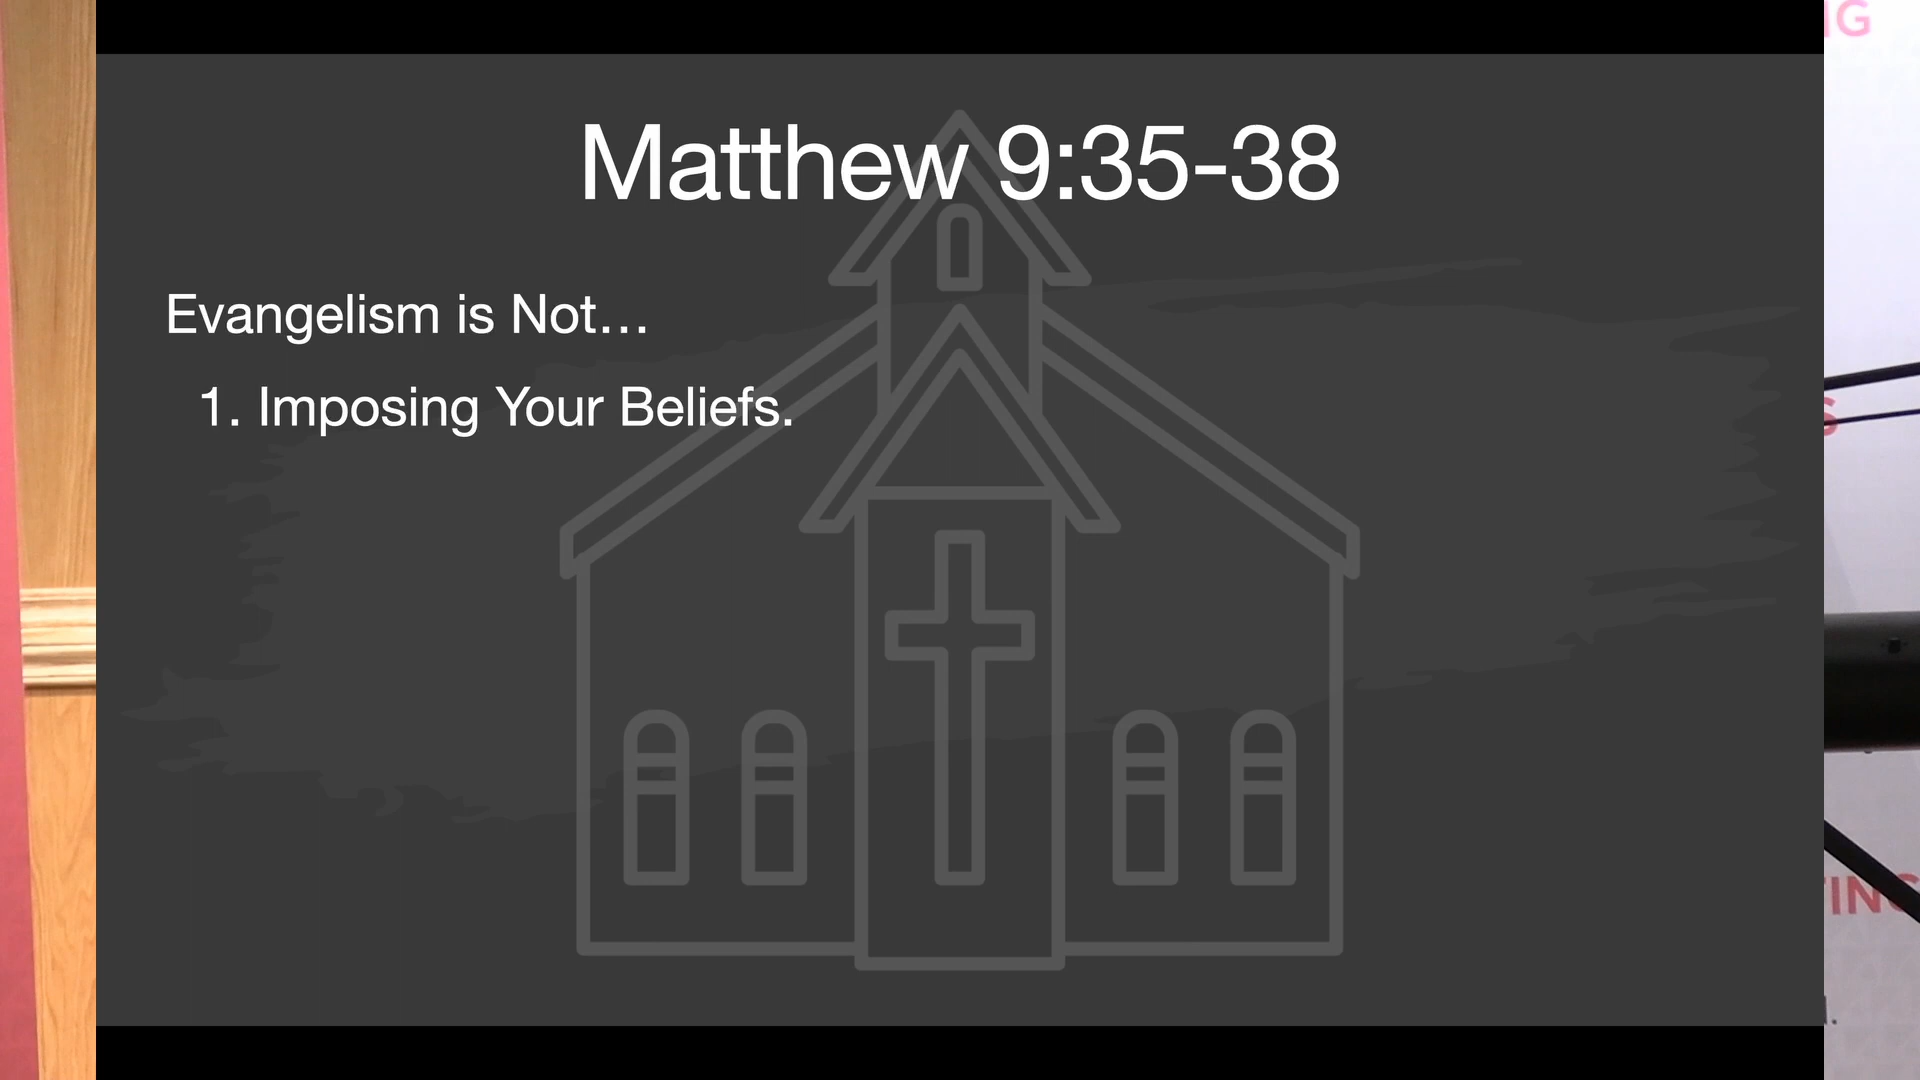 Matthew 9:35-38
Evangelism is Not…
1. Imposing Your Beliefs.